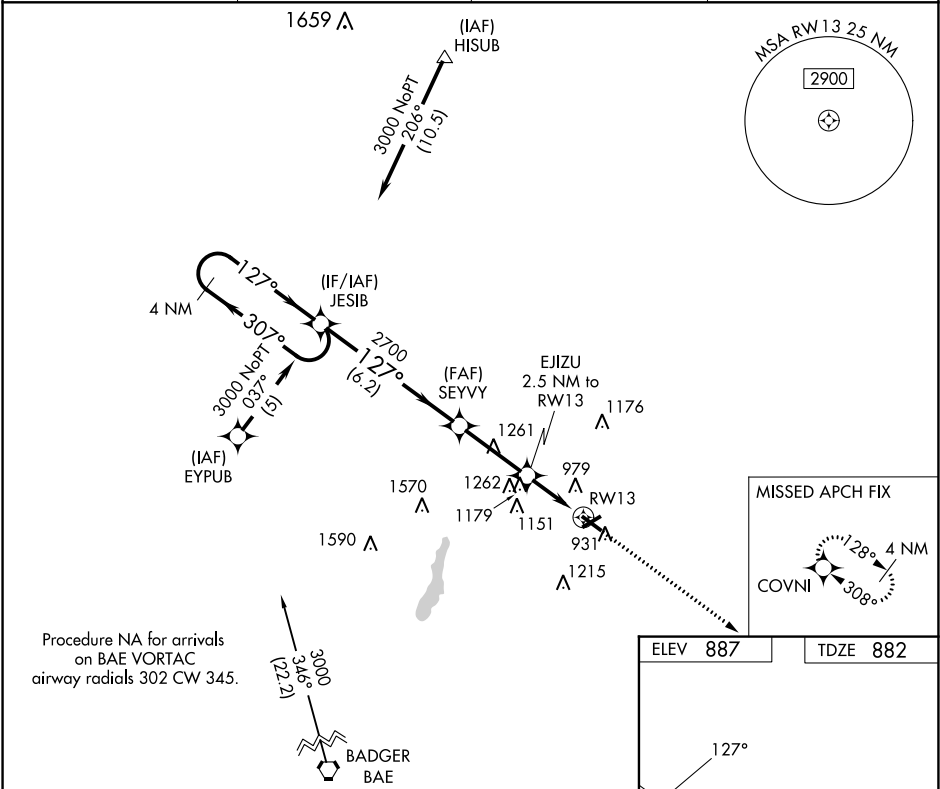 1659
(IAF)
HISUB
MSA RW13 25 NM
2900
3000 NoPT
206°
(10.5)
127°
(IF/IAF)
JESIB
4 NM
307°
2700
127°
(6.2)
3000 NoPT
037°
(5)
(FAF)
SEYVY
EJIZU
2.5 NM to
RW13
1176
1261
(IAF)
EYPUB
1570
1262
979
RW13
1179
1151
1590
931
1215
MISSED APCH FIX
128°
4 NM
COVNI
308°
Procedure NA for arrivals
on BAE VORTAC
airway radials 302 CW 345.
3000
346°
(22.2)
BADGER
BAE
ELEV 887
TDZE 882
127°